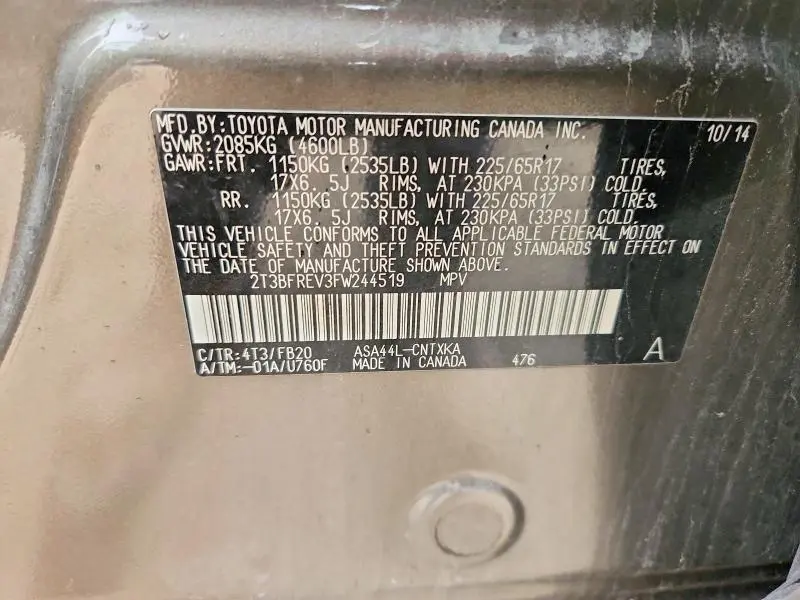 MFD.BY:TOYOTA MOTOR MANUFACTURING CANADA INC. 10/14
GVWR:2085KG (4600LB)
GAWR:FRT. 1150KG (2535LB) WITH 225/65R17 TIRES,
17X6.5J RIMS, AT 230KPA (33PSI) COLD.
RR. 1150KG (2535LB) WITH 225/65R17 TIRES,
17X6.5J RIMS, AT 230KPA (33PSI) COLD.
THIS VEHICLE CONFORMS TO ALL APPLICABLE FEDERAL MOTOR
VEHICLE SAFETY AND THEFT PREVENTION STANDARDS IN EFFECT ON
THE DATE OF MANUFACTURE SHOWN ABOVE.
2T3BFREV3FW244519 MPV
C/TR:4T3/FB20 ASA44L-CNTXKA A
A/TM:-01A/U760F MADE IN CANADA 476